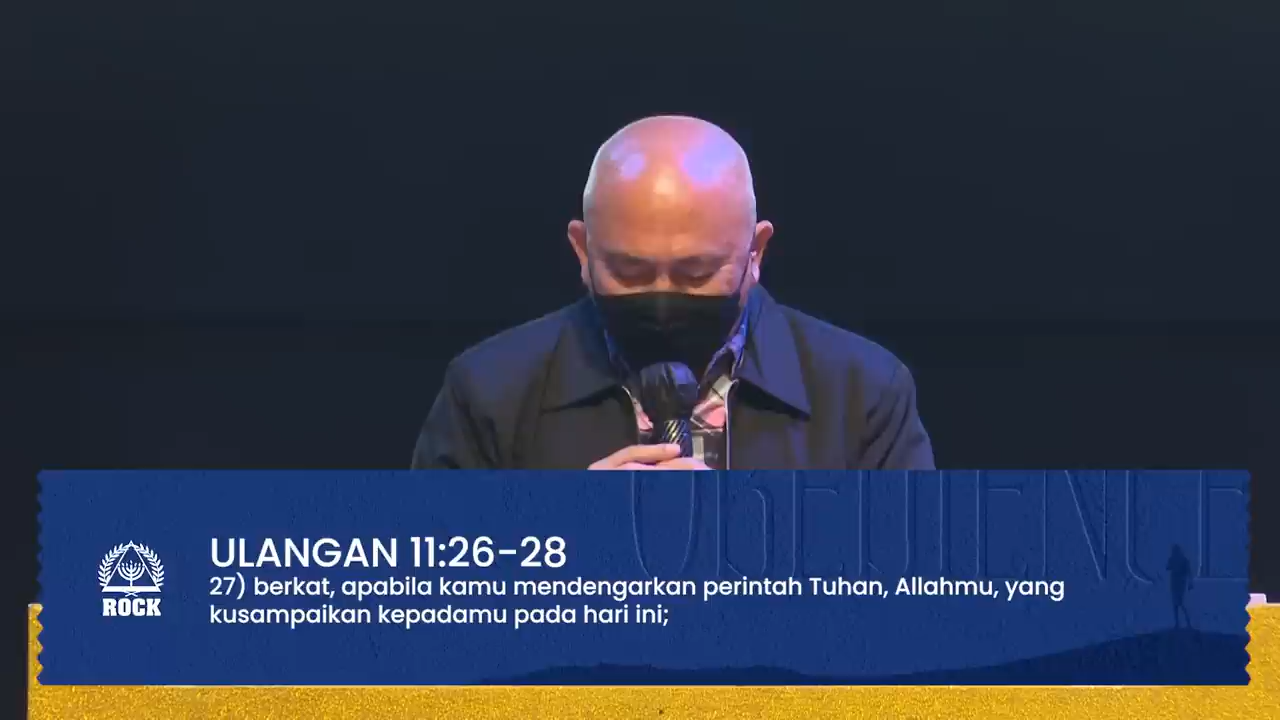 OBEDIENCE
ULANGAN 11:26-28
27) berkat, apabila kamu mendengarkan perintah Tuhan, Allahmu, yang
kusampaikan kepadamu pada hari ini;
ROCK